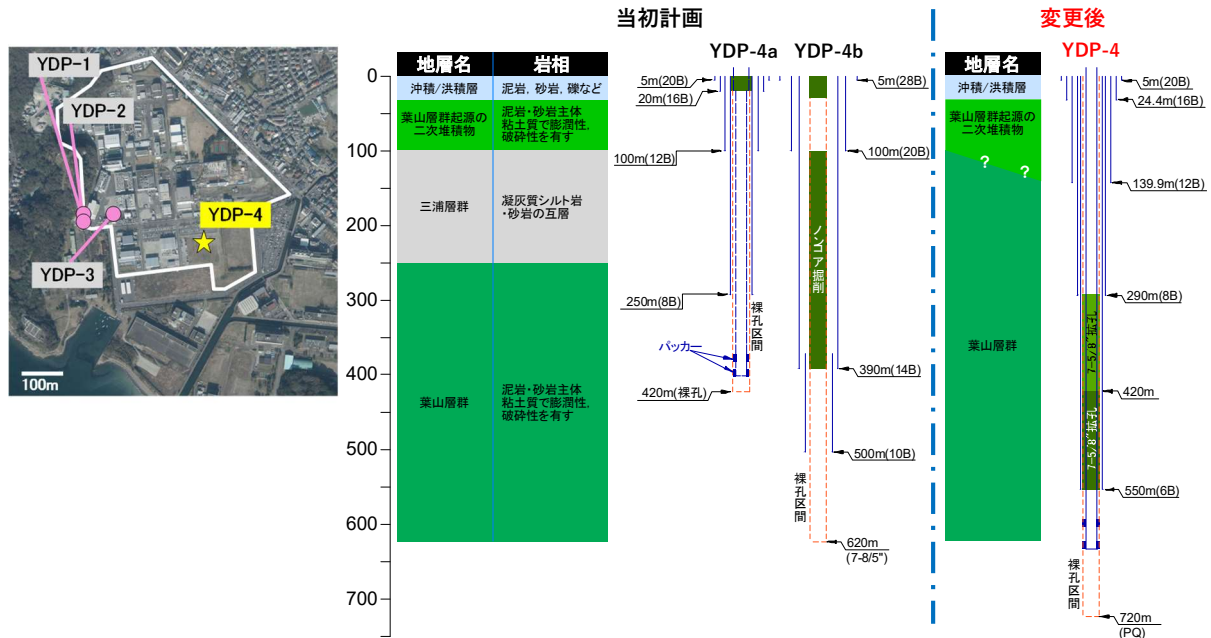 当初計画
変更後
YDP-1
YDP-2
YDP-4
YDP-3
100m
0
100
200
300
400
500
600
700
地層名
岩相
沖積/洪積層
泥岩, 砂岩, 礫など
葉山層群起源の
二次堆積物
泥岩・砂岩主体
粘土質で膨潤性,
破砕性を有す
三浦層群
凝灰質シルト岩
・砂岩の互層
葉山層群
泥岩・砂岩主体
粘土質で膨潤性,
破砕性を有す
YDP-4a
5m(20B)
20m(16B)
100m(12B)
250m(8B)
裸孔区間
パッカー
420m(裸孔)
YDP-4b
5m(28B)
100m(20B)
ノンコア掘削
390m(14B)
500m(10B)
裸孔区間
620m
(7-8/5")
地層名
沖積/洪積層
葉山層群起源の
二次堆積物
?
?
葉山層群
YDP-4
5m(20B)
24.4m(16B)
139.9m(12B)
290m(8B)
7-5/8"拡孔
420m
7-5/8"拡孔
550m(6B)
裸孔区間
720m
(PQ)